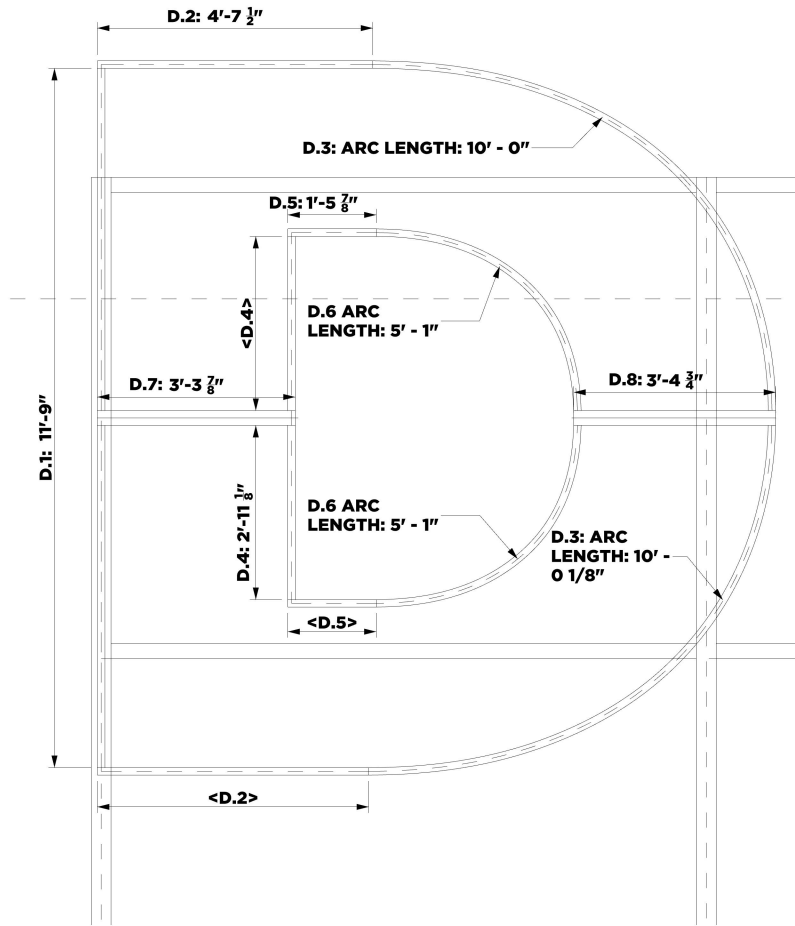 D.2: 4'-7 1/2"
D.3: ARC LENGTH: 10' - 0"
D.5: 1'-5 7/8"
<D.4>
D.6 ARC
LENGTH: 5' - 1"
D.7: 3'-3 7/8"
D.8: 3'-4 3/4"
D.1: 11'-9"
D.4: 2'-11 1/8"
D.6 ARC
LENGTH: 5' - 1"
D.3: ARC
LENGTH: 10' -
0 1/8"
<D.5>
<D.2>